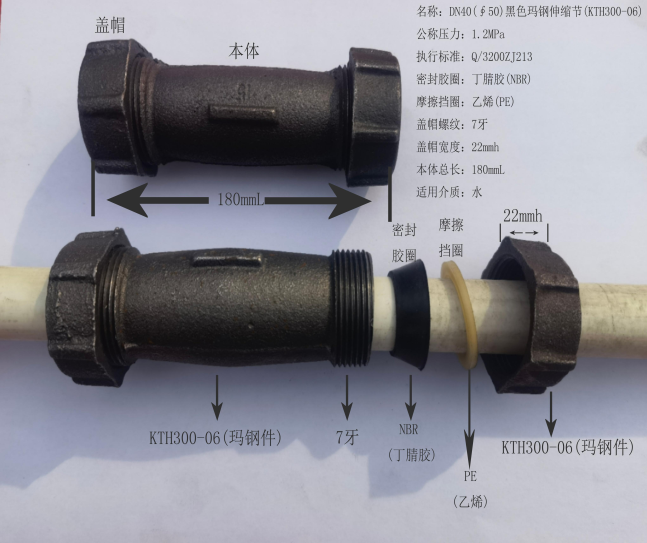 名称: DN40(∮50)黑色玛钢伸缩节(KTH300-06)
公称压力: 1.2MPa
执行标准: Q/3200ZJ213
密封胶圈: 丁腈胶(NBR)
摩擦挡圈: 乙烯(PE)
盖帽螺纹: 7牙
盖帽宽度: 22mmh
本体总长: 180mmL
适用介质: 水
盖帽
本体
180mmL
密封
胶圈
摩擦
挡圈
22mmh
KTH300-06(玛钢件)
7牙
NBR
(丁腈胶)
PE
(乙烯)
KTH300-06(玛钢件)